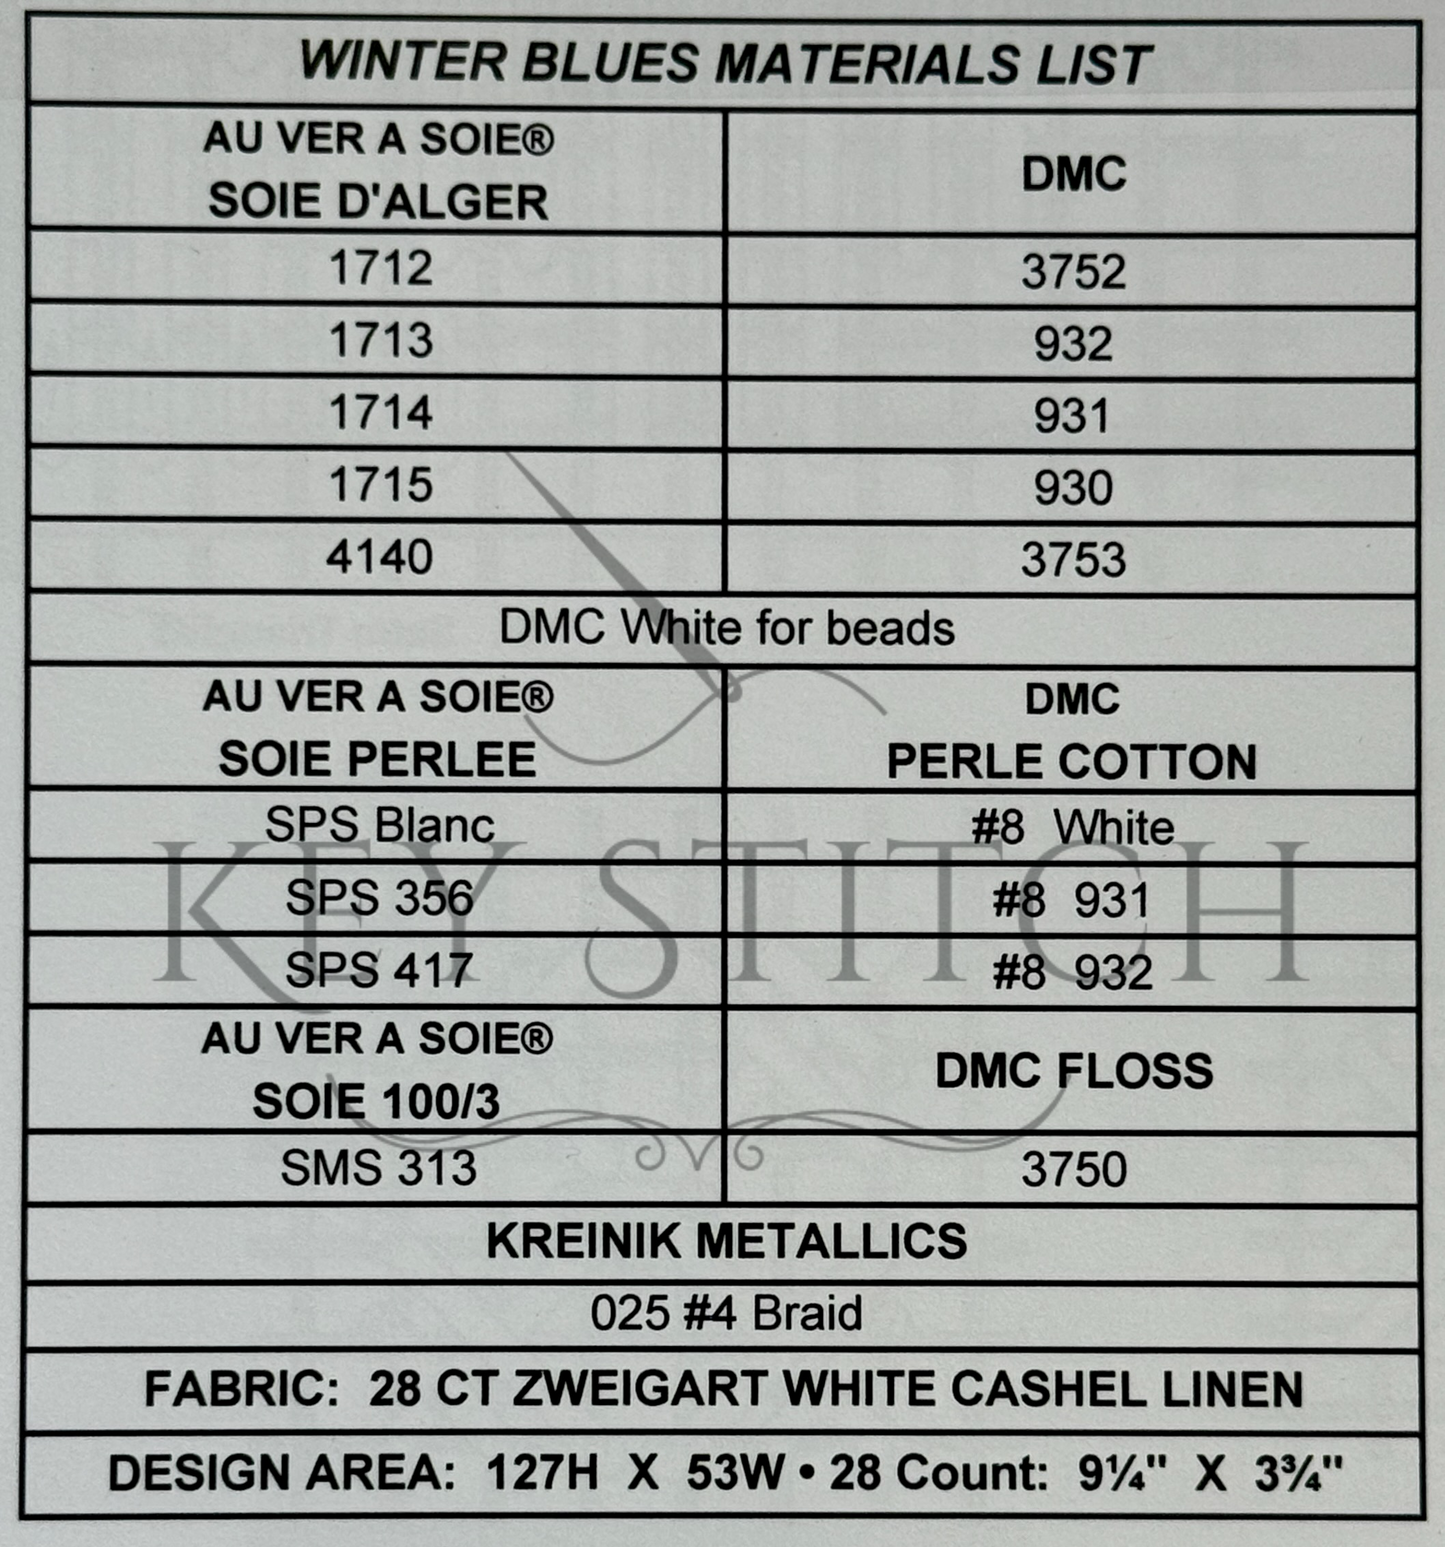 WINTER BLUES MATERIALS LIST
AU VER A SOIE®
SOIE D'ALGER
DMC
1712 3752
1713 932
1714 931
1715 930
4140 3753
DMC White for beads
AU VER A SOIE®
SOIE PERLEE
DMC
PERLE COTTON
SPS Blanc #8 White
SPS 356 #8 931
SPS 417 #8 932
KEY STITCH
AU VER A SOIE®
SOIE 100/3
DMC FLOSS
SMS 313 3750
KREINIK METALLICS
025 #4 Braid
FABRIC: 28 CT ZWEIGART WHITE CASHEL LINEN
DESIGN AREA: 127H X 53W • 28 Count: 9¼" X 3¾"